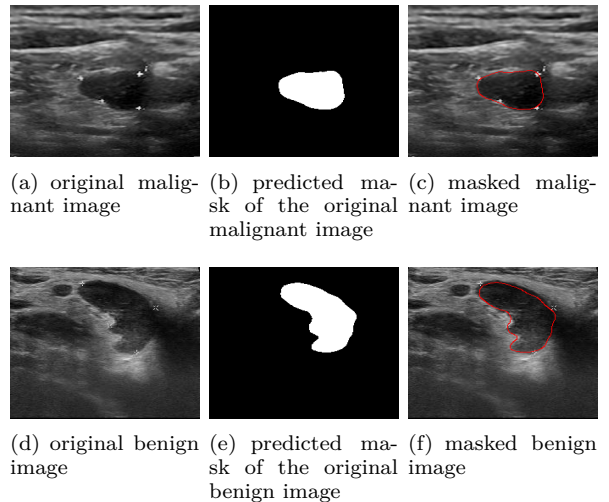 (a) original malig-
nant image
(b) predicted ma-
sk of the original
malignant image
(c) masked malig-
nant image
(d) original benign
image
(e) predicted ma-
sk of the original
benign image
(f) masked benign
image